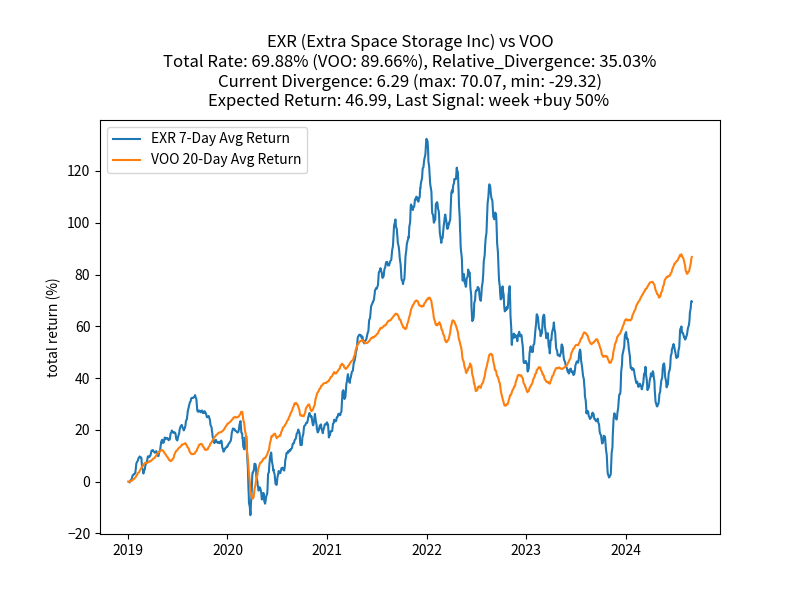 EXR (Extra Space Storage Inc) vs VOO
Total Rate: 69.88% (VOO: 89.66%), Relative_Divergence: 35.03%
Current Divergence: 6.29 (max: 70.07, min: -29.32)
Expected Return: 46.99, Last Signal: week +buy 50%
EXR 7-Day Avg Return
VOO 20-Day Avg Return
total return (%)
120
100
80
60
40
20
0
−20
2019
2020
2021
2022
2023
2024